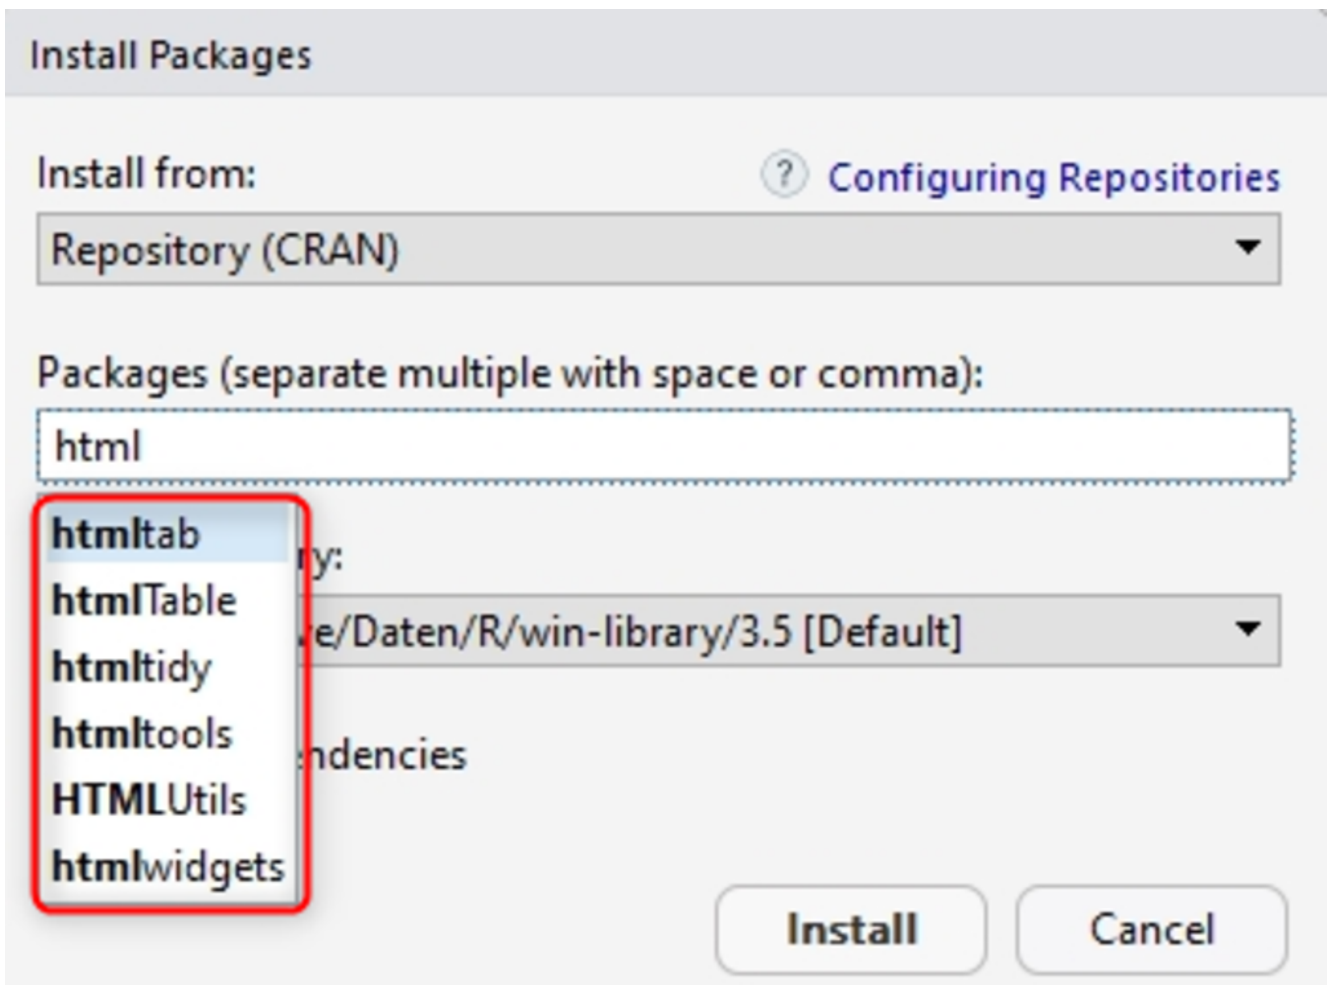 Install Packages
Install from:
? Configuring Repositories
Repository (CRAN)
Packages (separate multiple with space or comma):
html
htmltab
htmlTable
htmltidy
htmltools
HTMLUtils
htmlwidgets
ry:
ve/Daten/R/win-library/3.5 [Default]
ndencies
Install
Cancel